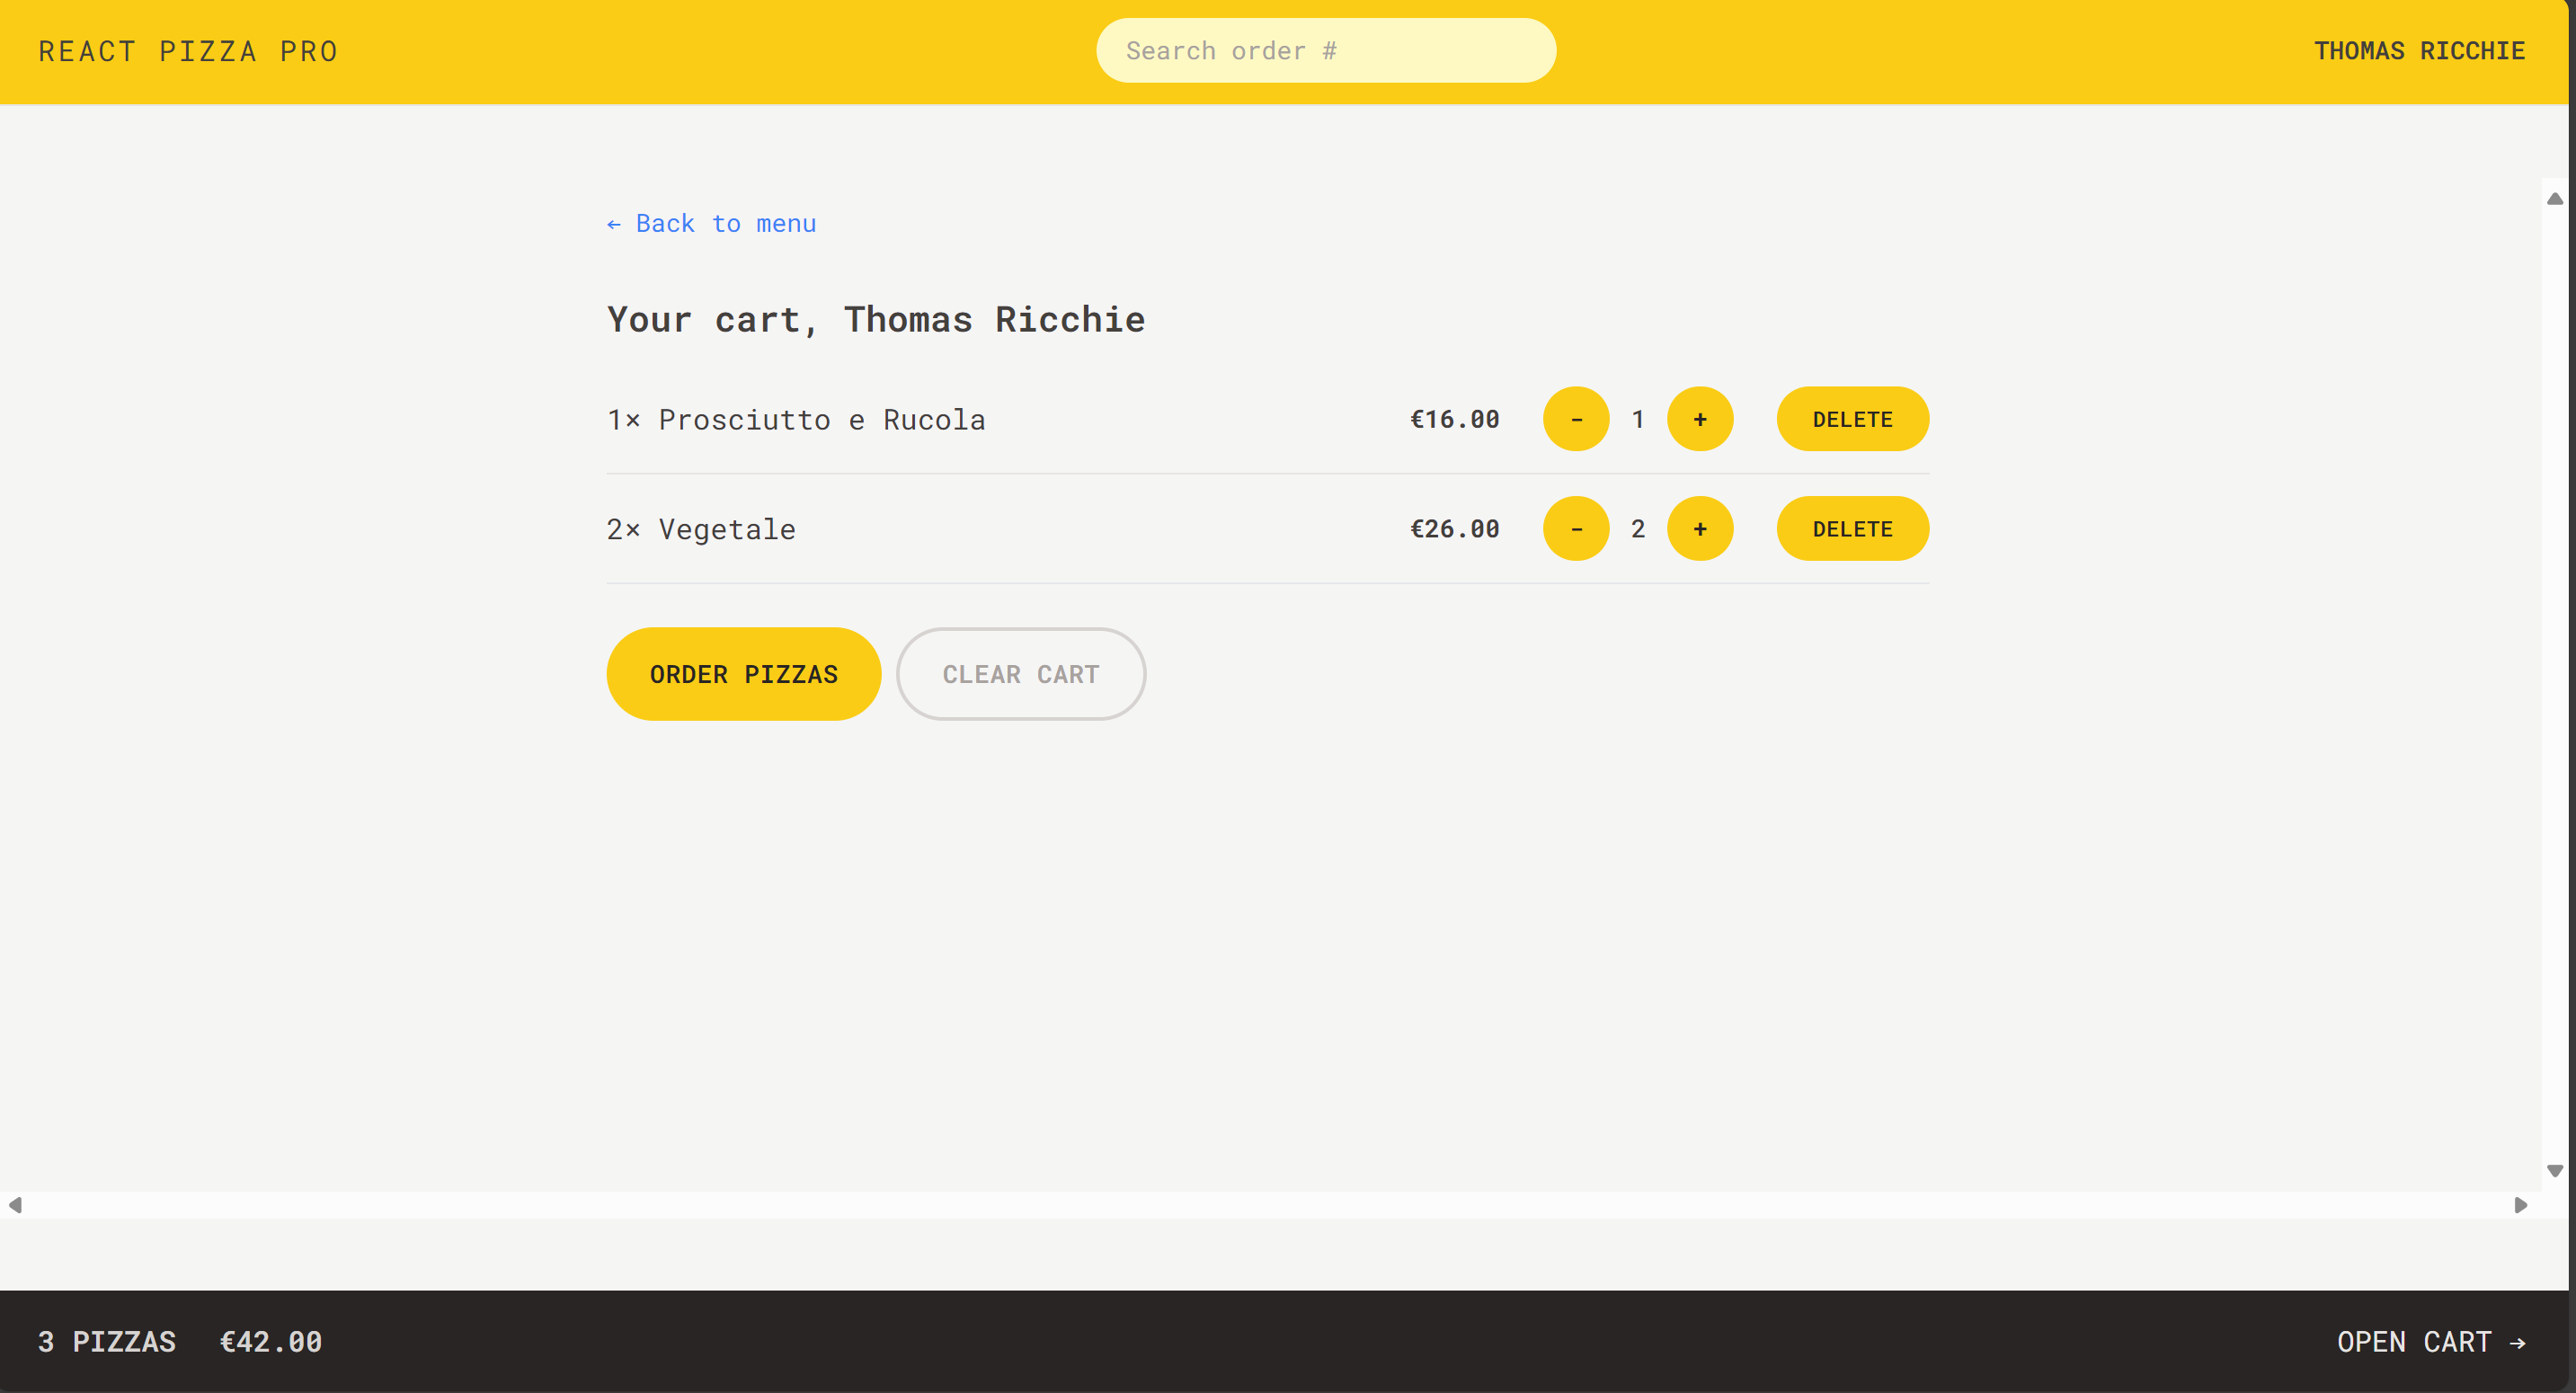 REACT PIZZA PRO Search order # THOMAS RICCHIE
← Back to menu
Your cart, Thomas Ricchie
1× Prosciutto e Rucola €16.00 - 1 + DELETE
2× Vegetale €26.00 - 2 + DELETE
ORDER PIZZAS CLEAR CART
3 PIZZAS €42.00 OPEN CART →